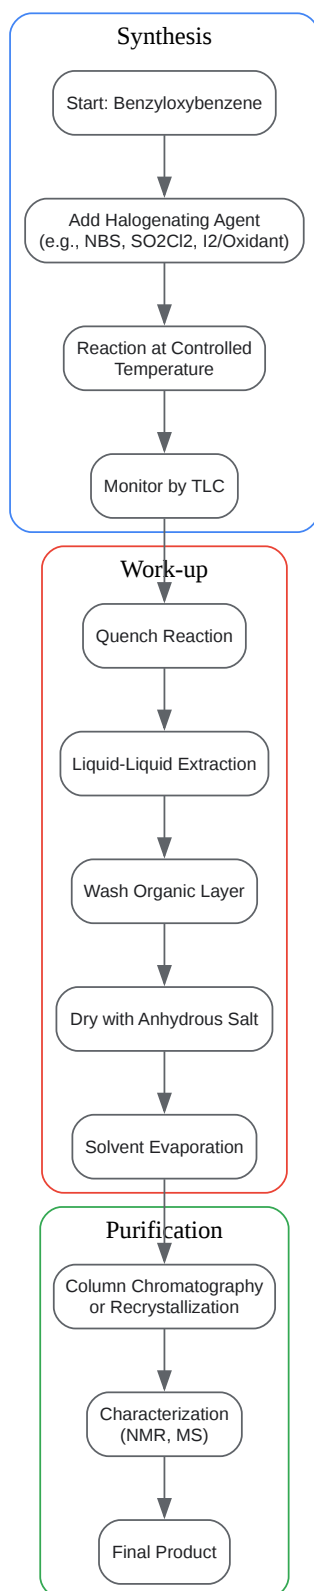 Synthesis
Start: Benzyloxybenzene
Add Halogenating Agent
(e.g., NBS, SO2Cl2, I2/Oxidant)
Reaction at Controlled
Temperature
Monitor by TLC
Work-up
Quench Reaction
Liquid-Liquid Extraction
Wash Organic Layer
Dry with Anhydrous Salt
Solvent Evaporation
Purification
Column Chromatography
or Recrystallization
Characterization
(NMR, MS)
Final Product